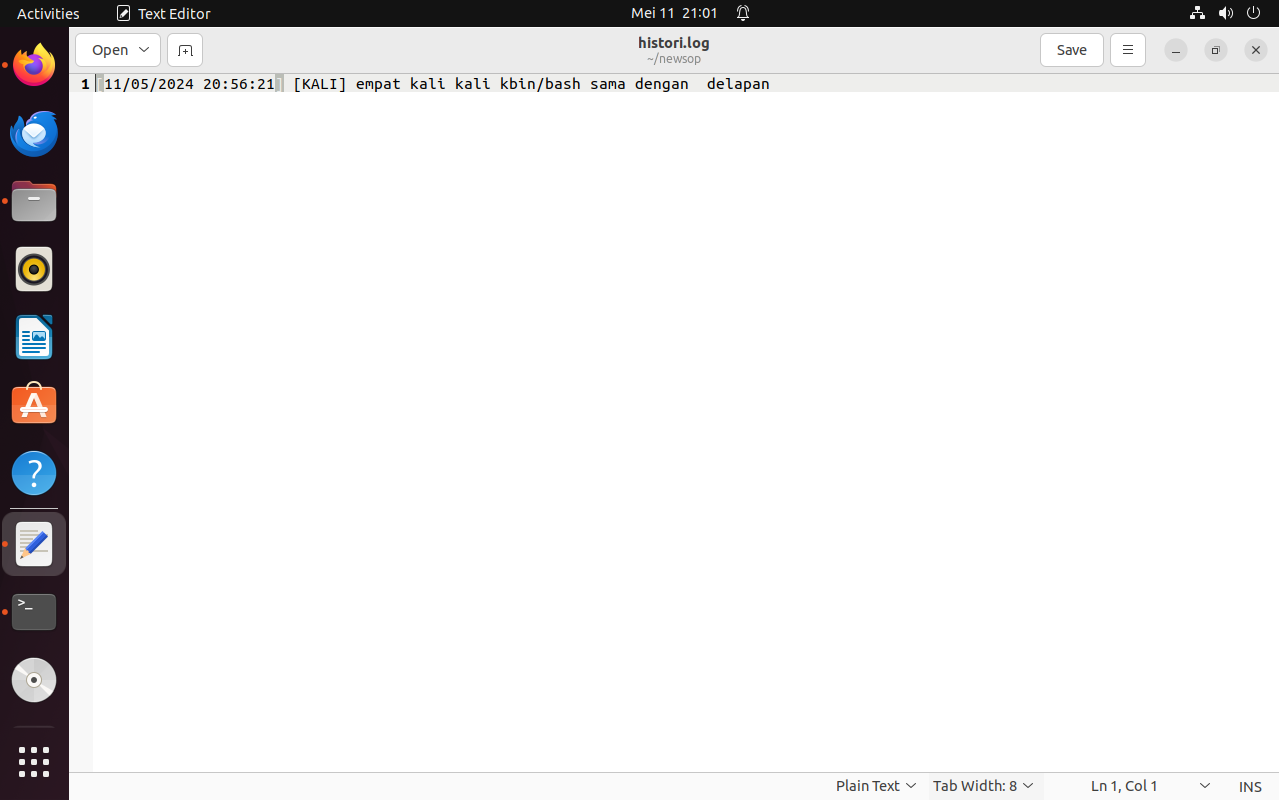 Activities
Text Editor
Mei 11 21:01
Open
histori.log
~/newsop
Save
1
[11/05/2024 20:56:21] [KALI] empat kali kali kbin/bash sama dengan  delapan
Plain Text
Tab Width: 8
Ln 1, Col 1
INS